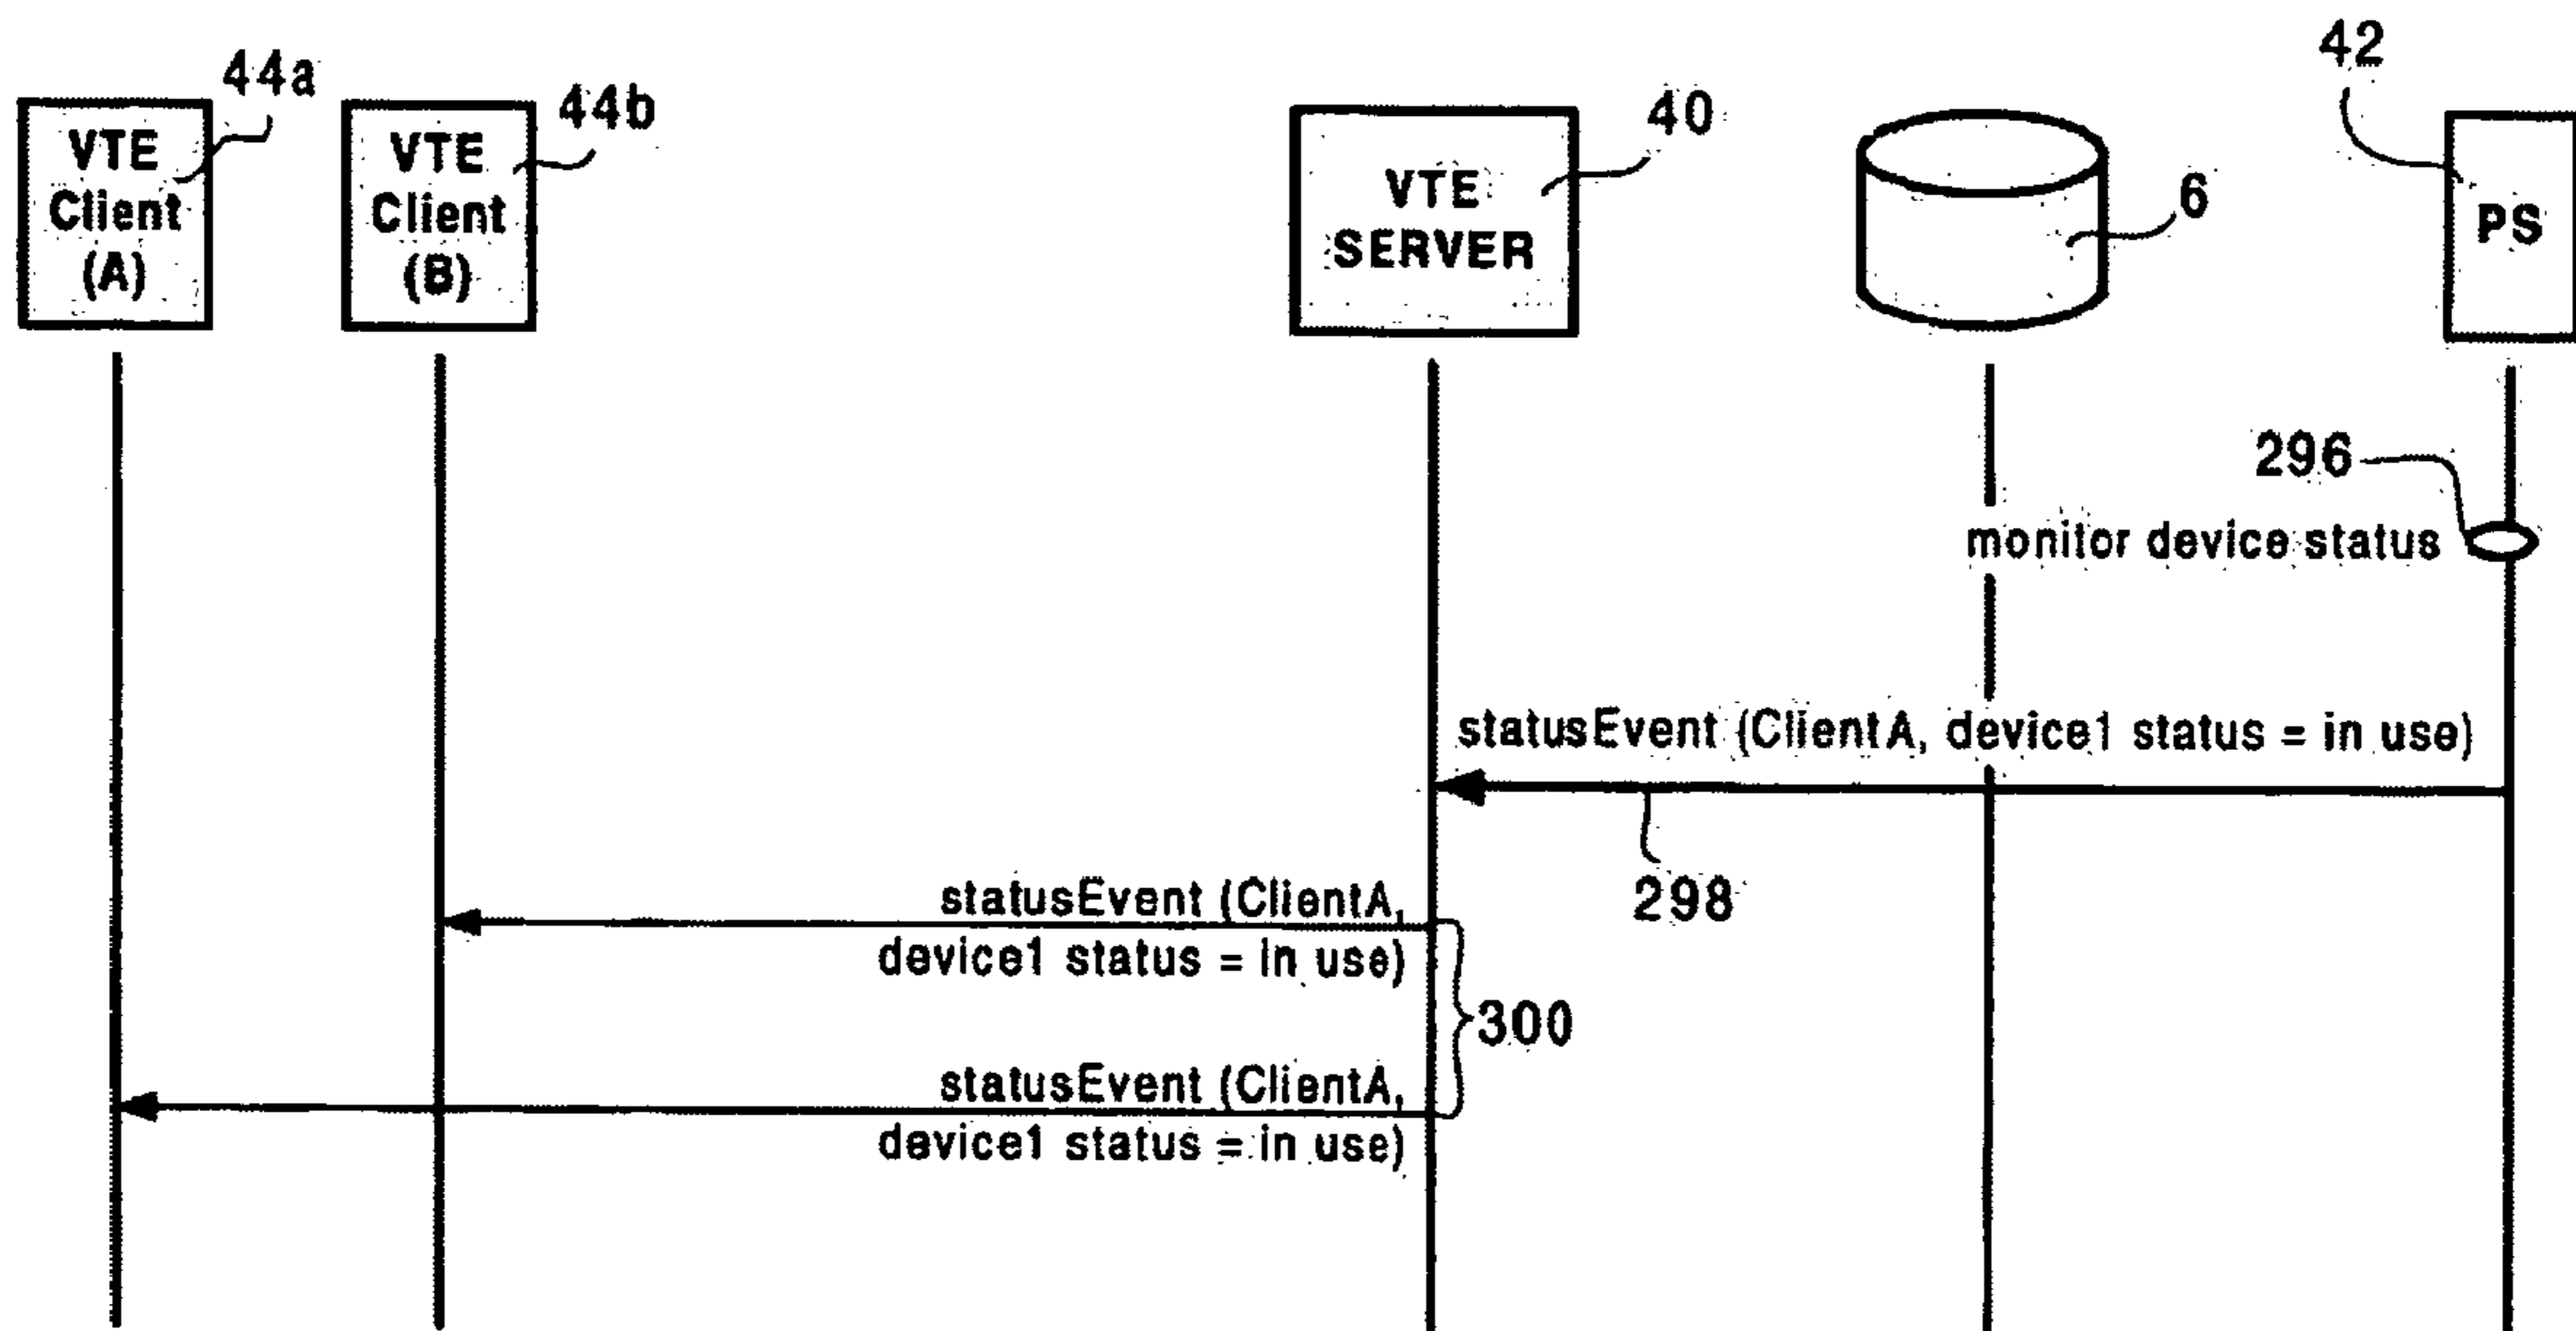 42
44a
44b
40
6
VTE
Client
(A)
VTE
Client
(B)
VTE
SERVER
PS
296
monitor device status
statusEvent (ClientA, device1 status = in use)
298
statusEvent (ClientA,
device1 status = in use)
300
statusEvent (ClientA,
device1 status = in use)